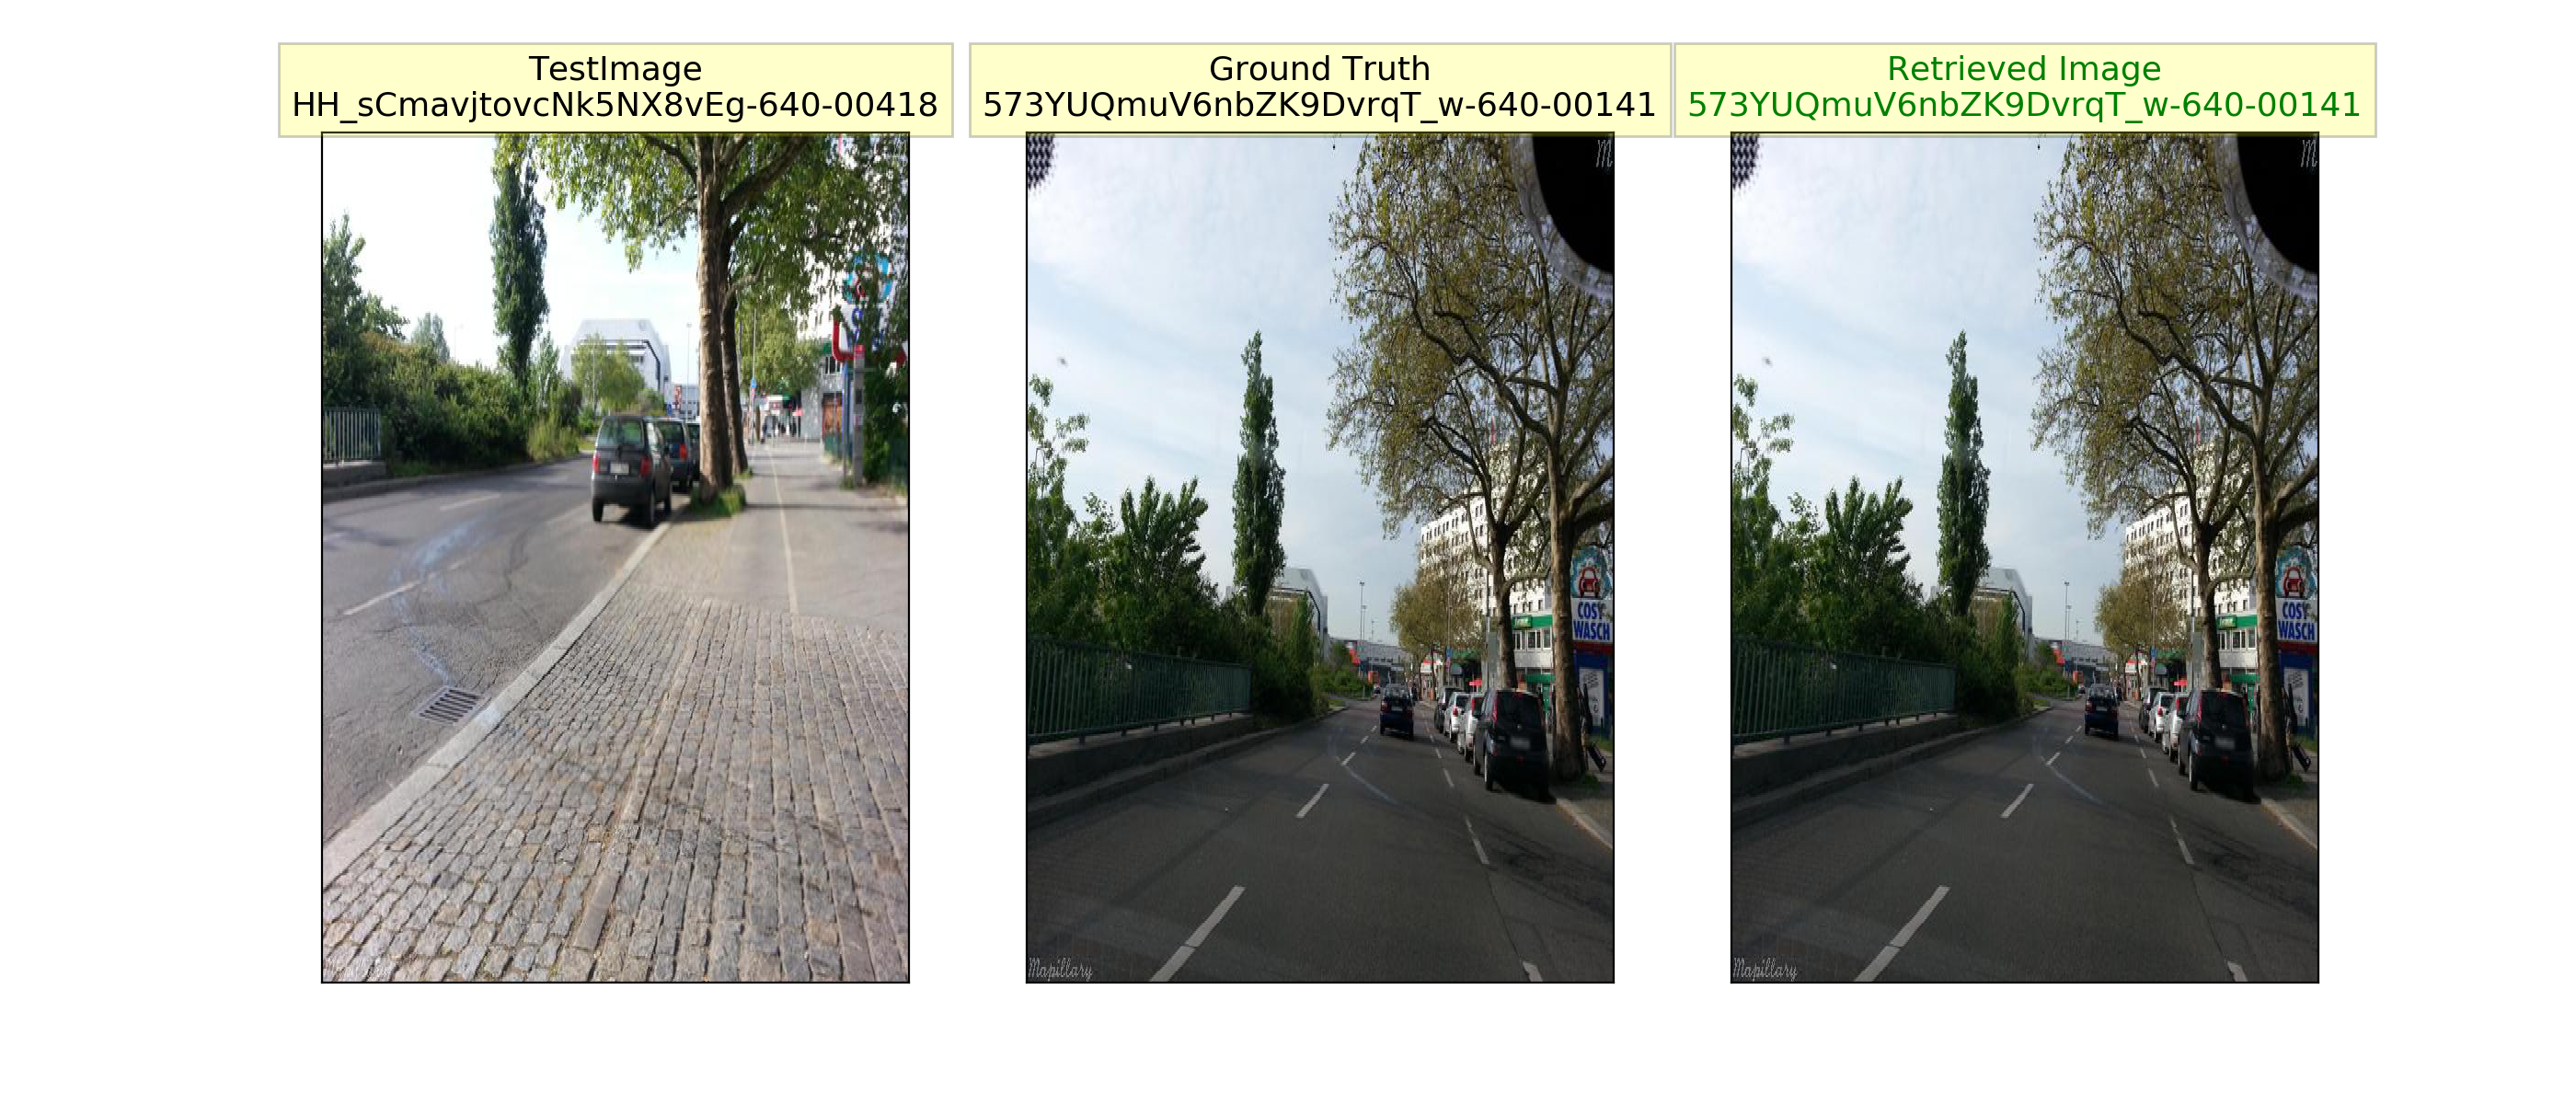 TestImage
HH_sCmavjtovcNk5NX8vEg-640-00418
Ground Truth
573YUQmuV6nbZK9DvrqT_w-640-00141
Retrieved Image
573YUQmuV6nbZK9DvrqT_w-640-00141
M
COSY
WASCH
Mapillary
M
COSY
WASCH
Mapillary